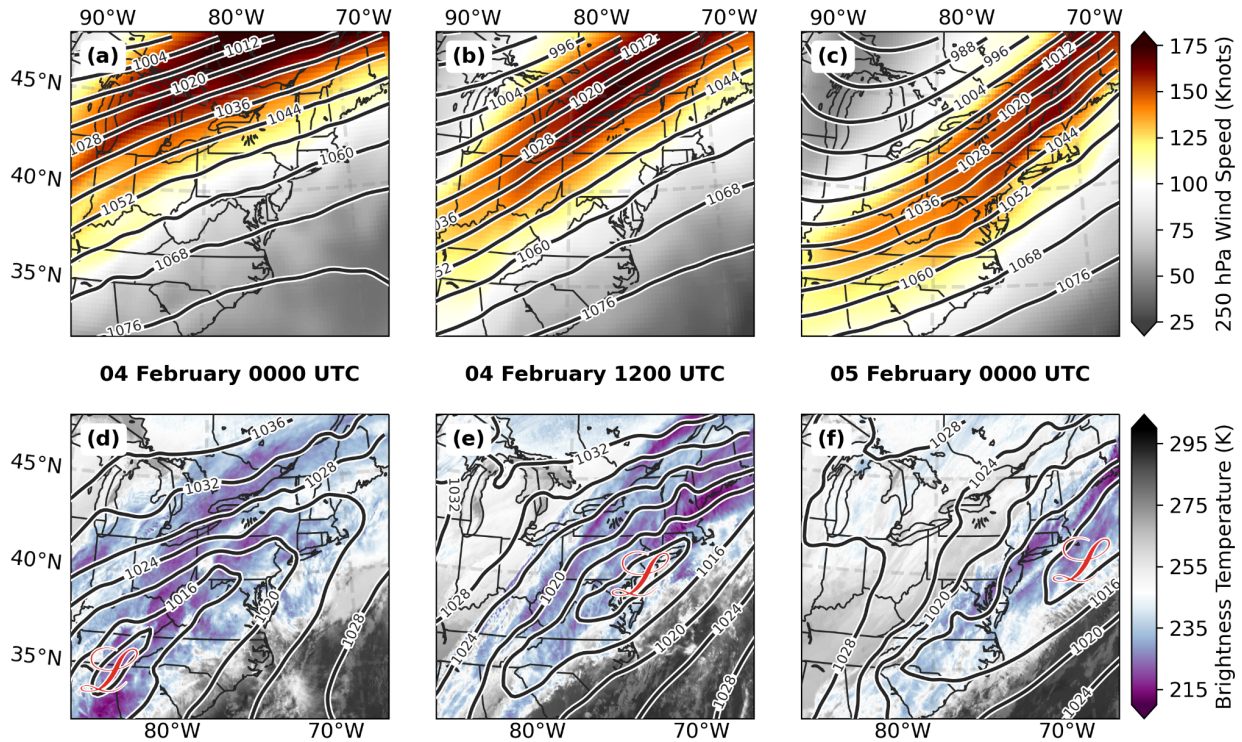 90°W 80°W 70°W 90°W 80°W 70°W 90°W 80°W 70°W
(a) (b) (c)
45°N
40°N
35°N
1004 1012 1020 1036 1044 1028 1060 1052 1068 1076
996 1012 1004 1020 1044 1028 1036 1068 1060 52 1076
988 996 1012 1004 1020 1028 1044 1036 1052 1060 1068 1076
175
150
125
100
75
50
25
250 hPa Wind Speed (Knots)
04 February 0000 UTC 04 February 1200 UTC 05 February 0000 UTC
(d) (e) (f)
45°N
40°N
35°N
1036 1032 1028 1024 1016 1020 1028 L
1032 1032 1016 1020 1028 1024 1020 1024 1028 L
1028 1024 1020 1016 1028 1020 1024 L
295
275
255
235
215
Brightness Temperature (K)
80°W 70°W 80°W 70°W 80°W 70°W